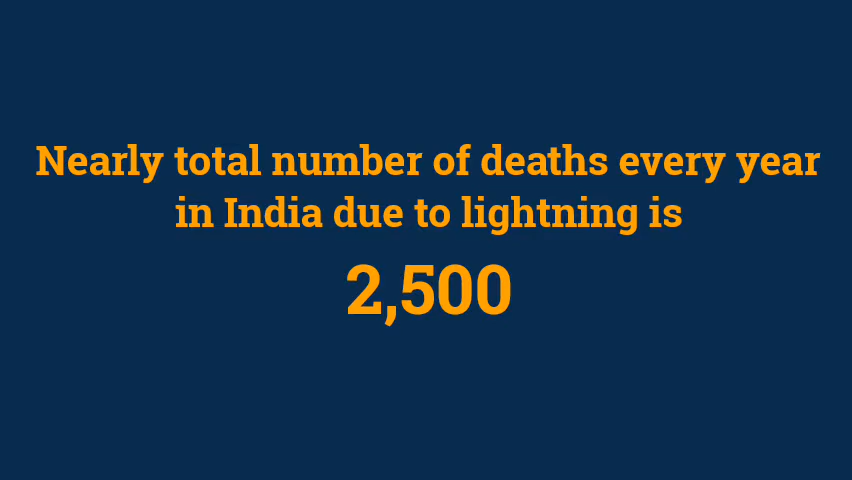 Nearly total number of deaths every year
in India due to lightning is
2,500